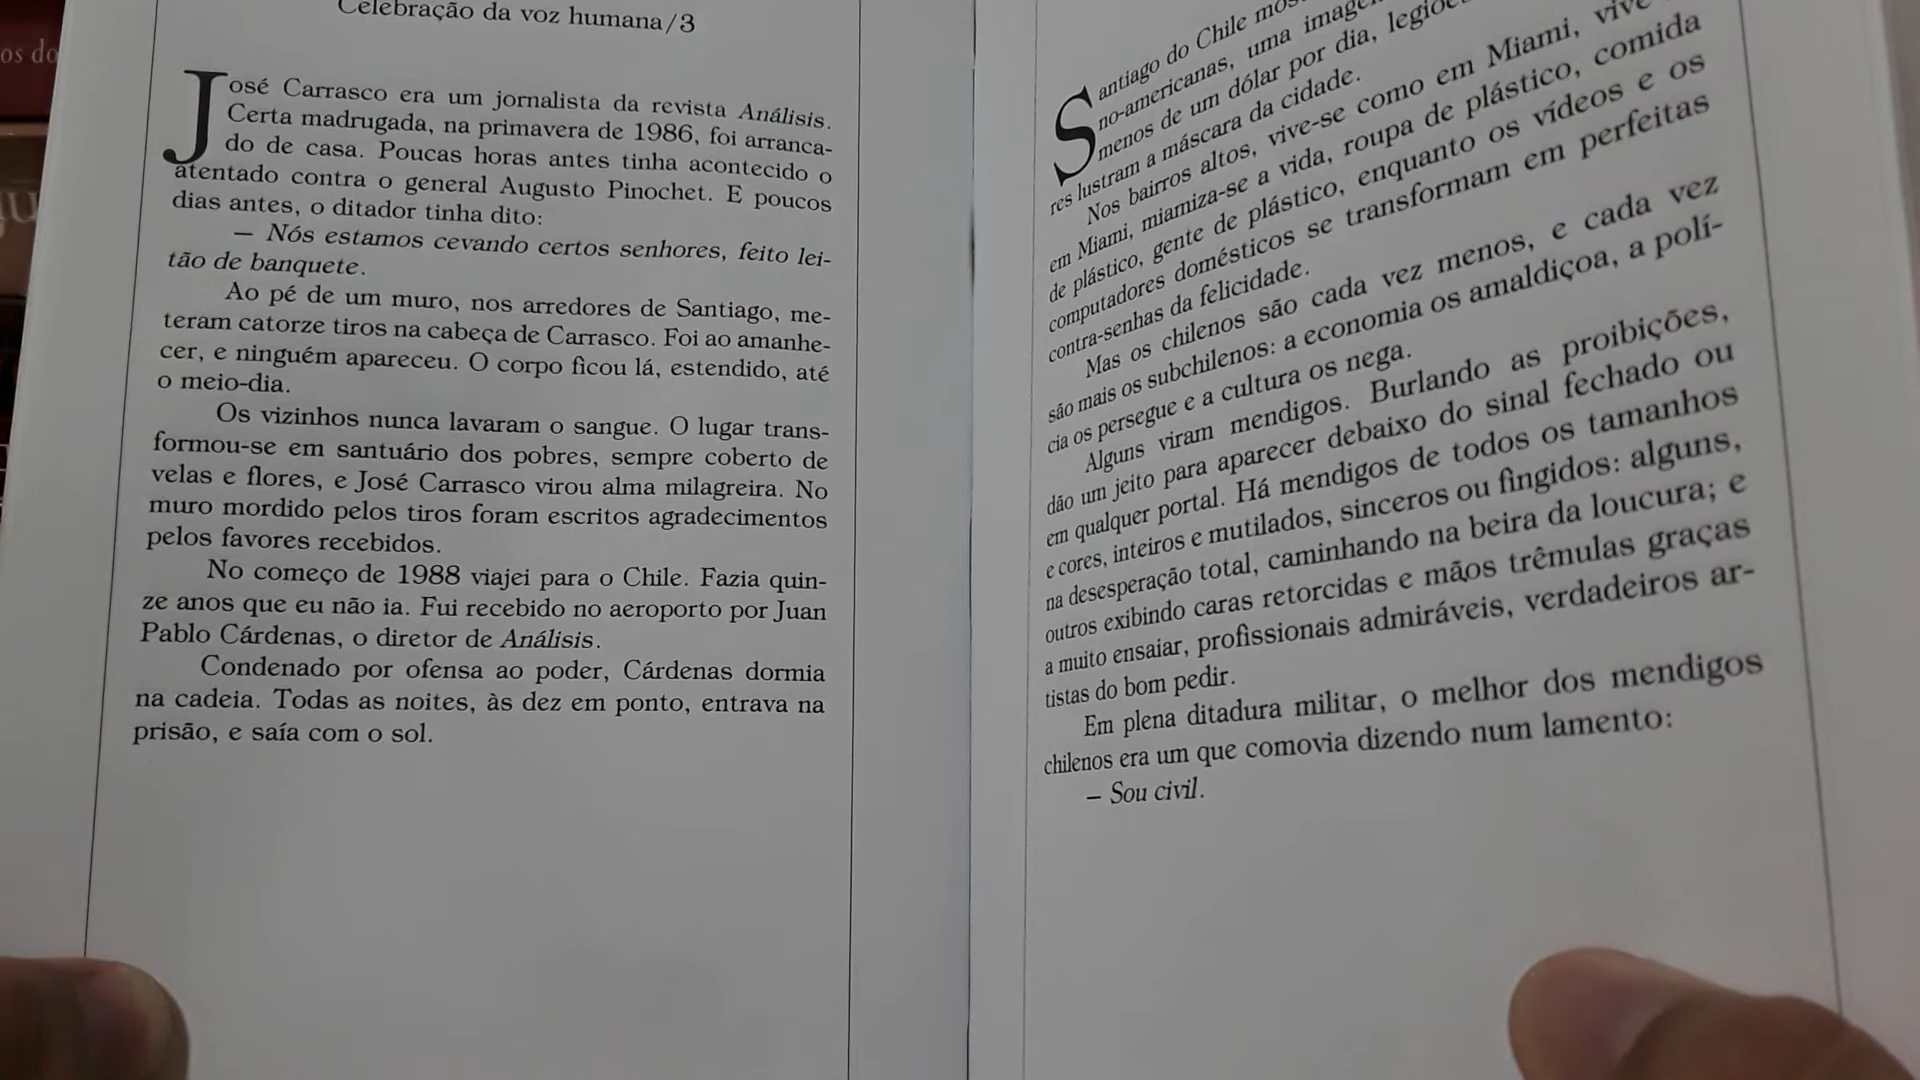 os do
Celebração da voz humana/3
José Carrasco era um jornalista da revista Análisis.
Certa madrugada, na primavera de 1986, foi arranca-
do de casa. Poucas horas antes tinha acontecido o
atentado contra o general Augusto Pinochet. E poucos
dias antes, o ditador tinha dito:
— Nós estamos cevando certos senhores, feito lei-
tão de banquete.
Ao pé de um muro, nos arredores de Santiago, me-
teram catorze tiros na cabeça de Carrasco. Foi ao amanhe-
cer, e ninguém apareceu. O corpo ficou lá, estendido, até
o meio-dia.
Os vizinhos nunca lavaram o sangue. O lugar trans-
formou-se em santuário dos pobres, sempre coberto de
velas e flores, e José Carrasco virou alma milagreira. No
muro mordido pelos tiros foram escritos agradecimentos
pelos favores recebidos.
No começo de 1988 viajei para o Chile. Fazia quin-
ze anos que eu não ia. Fui recebido no aeroporto por Juan
Pablo Cárdenas, o diretor de Análisis.
Condenado por ofensa ao poder, Cárdenas dormia
na cadeia. Todas as noites, às dez em ponto, entrava na
prisão, e saía com o sol.
Santiago do Chile
no-americanas, uma
menos de um dólar por dia,
res lustram a máscara da cidade.
Nos bairros altos, vive-se como em Miami, vive
em Miami, miamiza-se a vida, roupa de plástico, comida
de plástico, gente de plástico, enquanto os vídeos e os
computadores domésticos se transformam em perfeitas
contra-senhas da felicidade.
Mas os chilenos são cada vez menos, e cada vez
são mais os subchilenos: a economia os amaldiçoa, a polí-
cia os persegue e a cultura os nega.
Alguns viram mendigos. Burlando as proibições,
dão um jeito para aparecer debaixo do sinal fechado ou
em qualquer portal. Há mendigos de todos os tamanhos
e cores, inteiros e mutilados, sinceros ou fingidos: alguns,
na desesperação total, caminhando na beira da loucura; e
outros exibindo caras retorcidas e mãos trêmulas graças
a muito ensaiar, profissionais admiráveis, verdadeiros ar-
tistas do bom pedir.
Em plena ditadura militar, o melhor dos mendigos
chilenos era um que comovia dizendo num lamento:
— Sou civil.